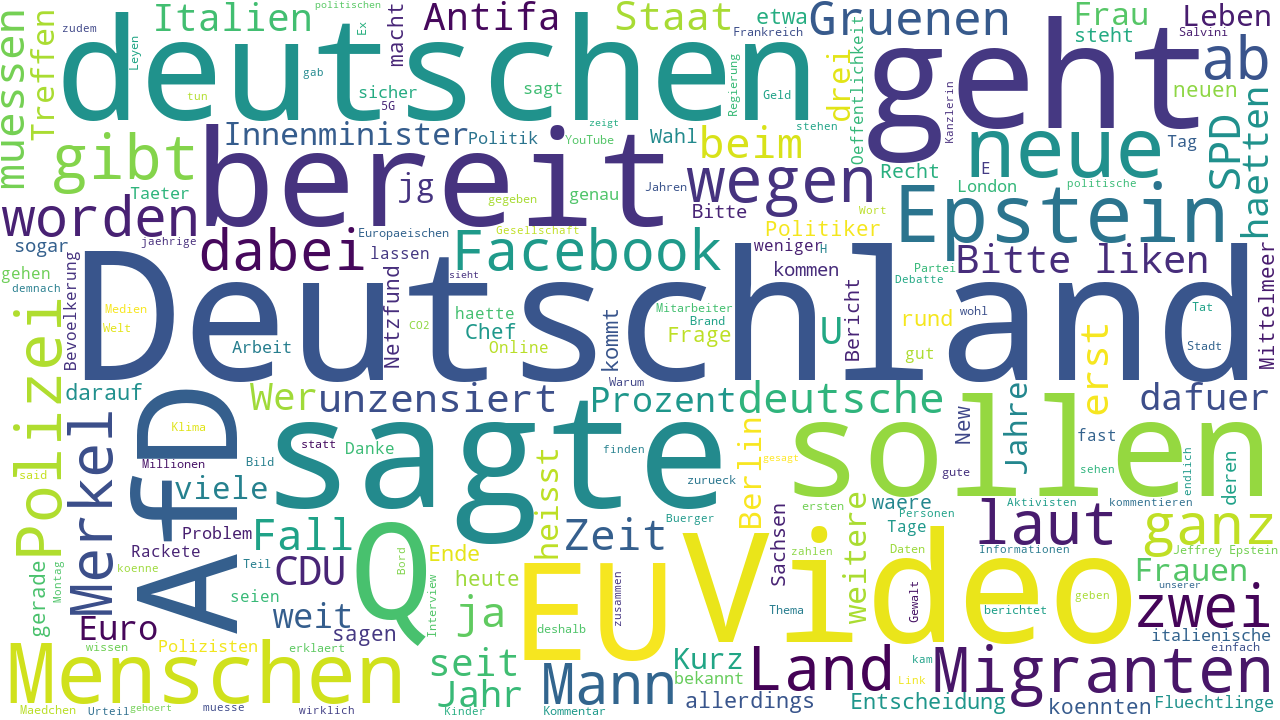 politischen
Italien
Antifa
Staat
etwa
Gruenen
Frau
Leben
zudem
Leyen
Ex
macht
Frankreich
steht
Salvini
muessen
Treffen
deutschen
geht
ab
gab
sicher
5G
sagt
Regierung
Geld
drei
Oeffentlichkeit
neuen
haetten
tun
Innenminister
Politik
zeigt
YouTube
Wahl
stehen
beim
Kanzlerin
neue
Tag
SPD
gibt
bereit
jg
genau
Jahren
wegen
Recht
E
London
politische
Taeter
gegeben
Bitte
Wort
Epstein
worden
Europaeischen
Gesellschaft
Politiker
sogar
jaehrige
dabei
lassen
Facebook
weniger
H
Bitte liken
gehen
demnach
Bevoelkerung
sieht
kommen
Partei
Debatte
Mittelmeer
Deutschland
Medien
Welt
Netzfund
CO2
haette
Chef
Mitarbeiter
Brand
Frage
U
Bericht
rund
wohl
Tat
Stadt
Polizei
Arbeit
Online
kommt
gut
erst
darauf
Wer
unzensiert
Warum
Prozent
deutsche
Jahre
dafuer
Merkel
AfD
Klima
sagte
sollen
New
fast
statt
Danke
finden
Berlin
gesagt
gute
sehen
endlich
deren
said
Millionen
Bild
viele
heisst
zurueck
waere
ersten
Personen
Aktivisten
kommentieren
Problem
Fall
Q
Zeit
Buerger
Sachsen
weitere
Tage
laut
ganz
Rackete
koenne
Teil
CDU
Bord
Ende
zahlen
Daten
Informationen
Jeffrey Epstein
gerade
Montag
seien
heute
EU
zusammen
Video
Gewalt
Frauen
unserer
geben
Euro
weit
sagen
Interview
ja
deshalb
Thema
berichtet
zwei
wissen
Polizisten
erklaert
italienische
einfach
Menschen
seit
Kurz
bekannt
Land
kam
Link
Migranten
Maedchen
Urteil
gehoert
muesse
wirklich
Jahr
Kinder
Mann
Kommentar
allerdings
Entscheidung
koennten
Fluechtlinge